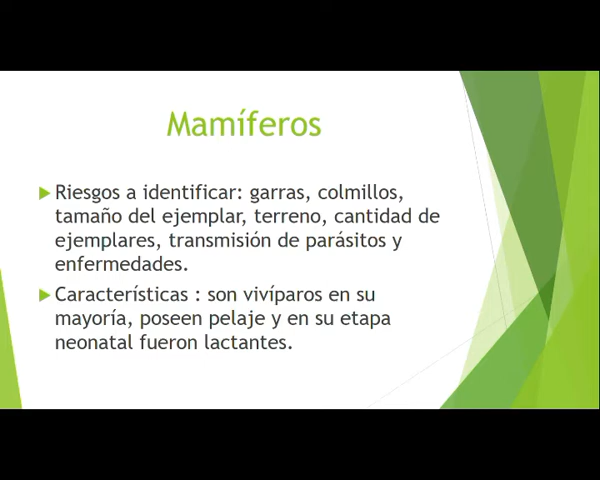 Mamíferos
Riesgos a identificar: garras, colmillos,
tamaño del ejemplar, terreno, cantidad de
ejemplares, transmisión de parásitos y
enfermedades.
Características : son vivíparos en su
mayoría, poseen pelaje y en su etapa
neonatal fueron lactantes.